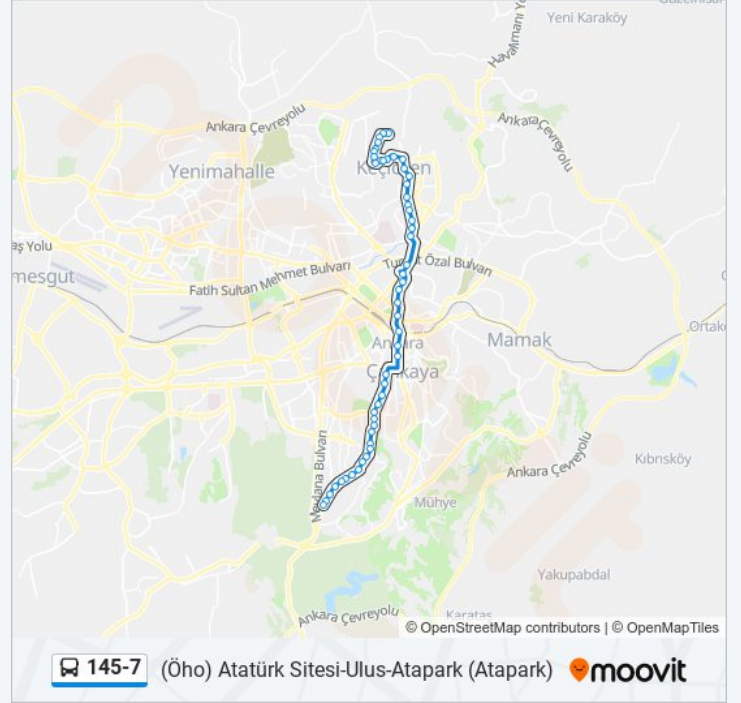 Güzelhisar
Yeni Karaköy
Havalimanı Yo
Ankara Çevreyolu
Ankara Çevreyolu
Yenimahalle
Keçiören
aş Yolu
mesgut
Turgut Özal Bulvarı
Fatih Sultan Mehmet Bulvarı
Ortakö
Ankara
Mamak
Çankaya
Mevlana Bulvarı
Kıbrısköy
Ankara Çevreyolu
Mühye
Yakupabdal
Ankara Çevreyolu
Karataş
© OpenStreetMap contributors | © OpenMapTiles
145-7 (Öho) Atatürk Sitesi-Ulus-Atapark (Atapark) moovit